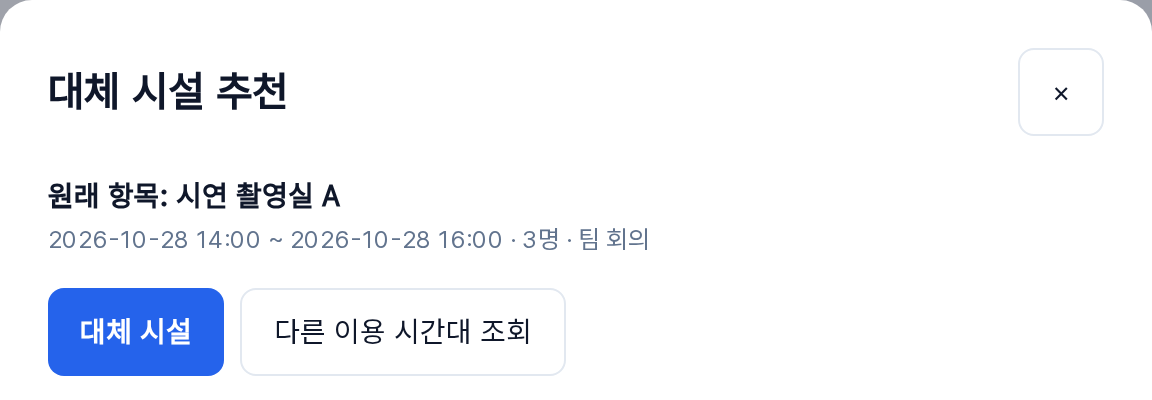 대체 시설 추천
×
원래 항목: 시연 촬영실 A
2026-10-28 14:00 ~ 2026-10-28 16:00 · 3명 · 팀 회의
대체 시설
다른 이용 시간대 조회